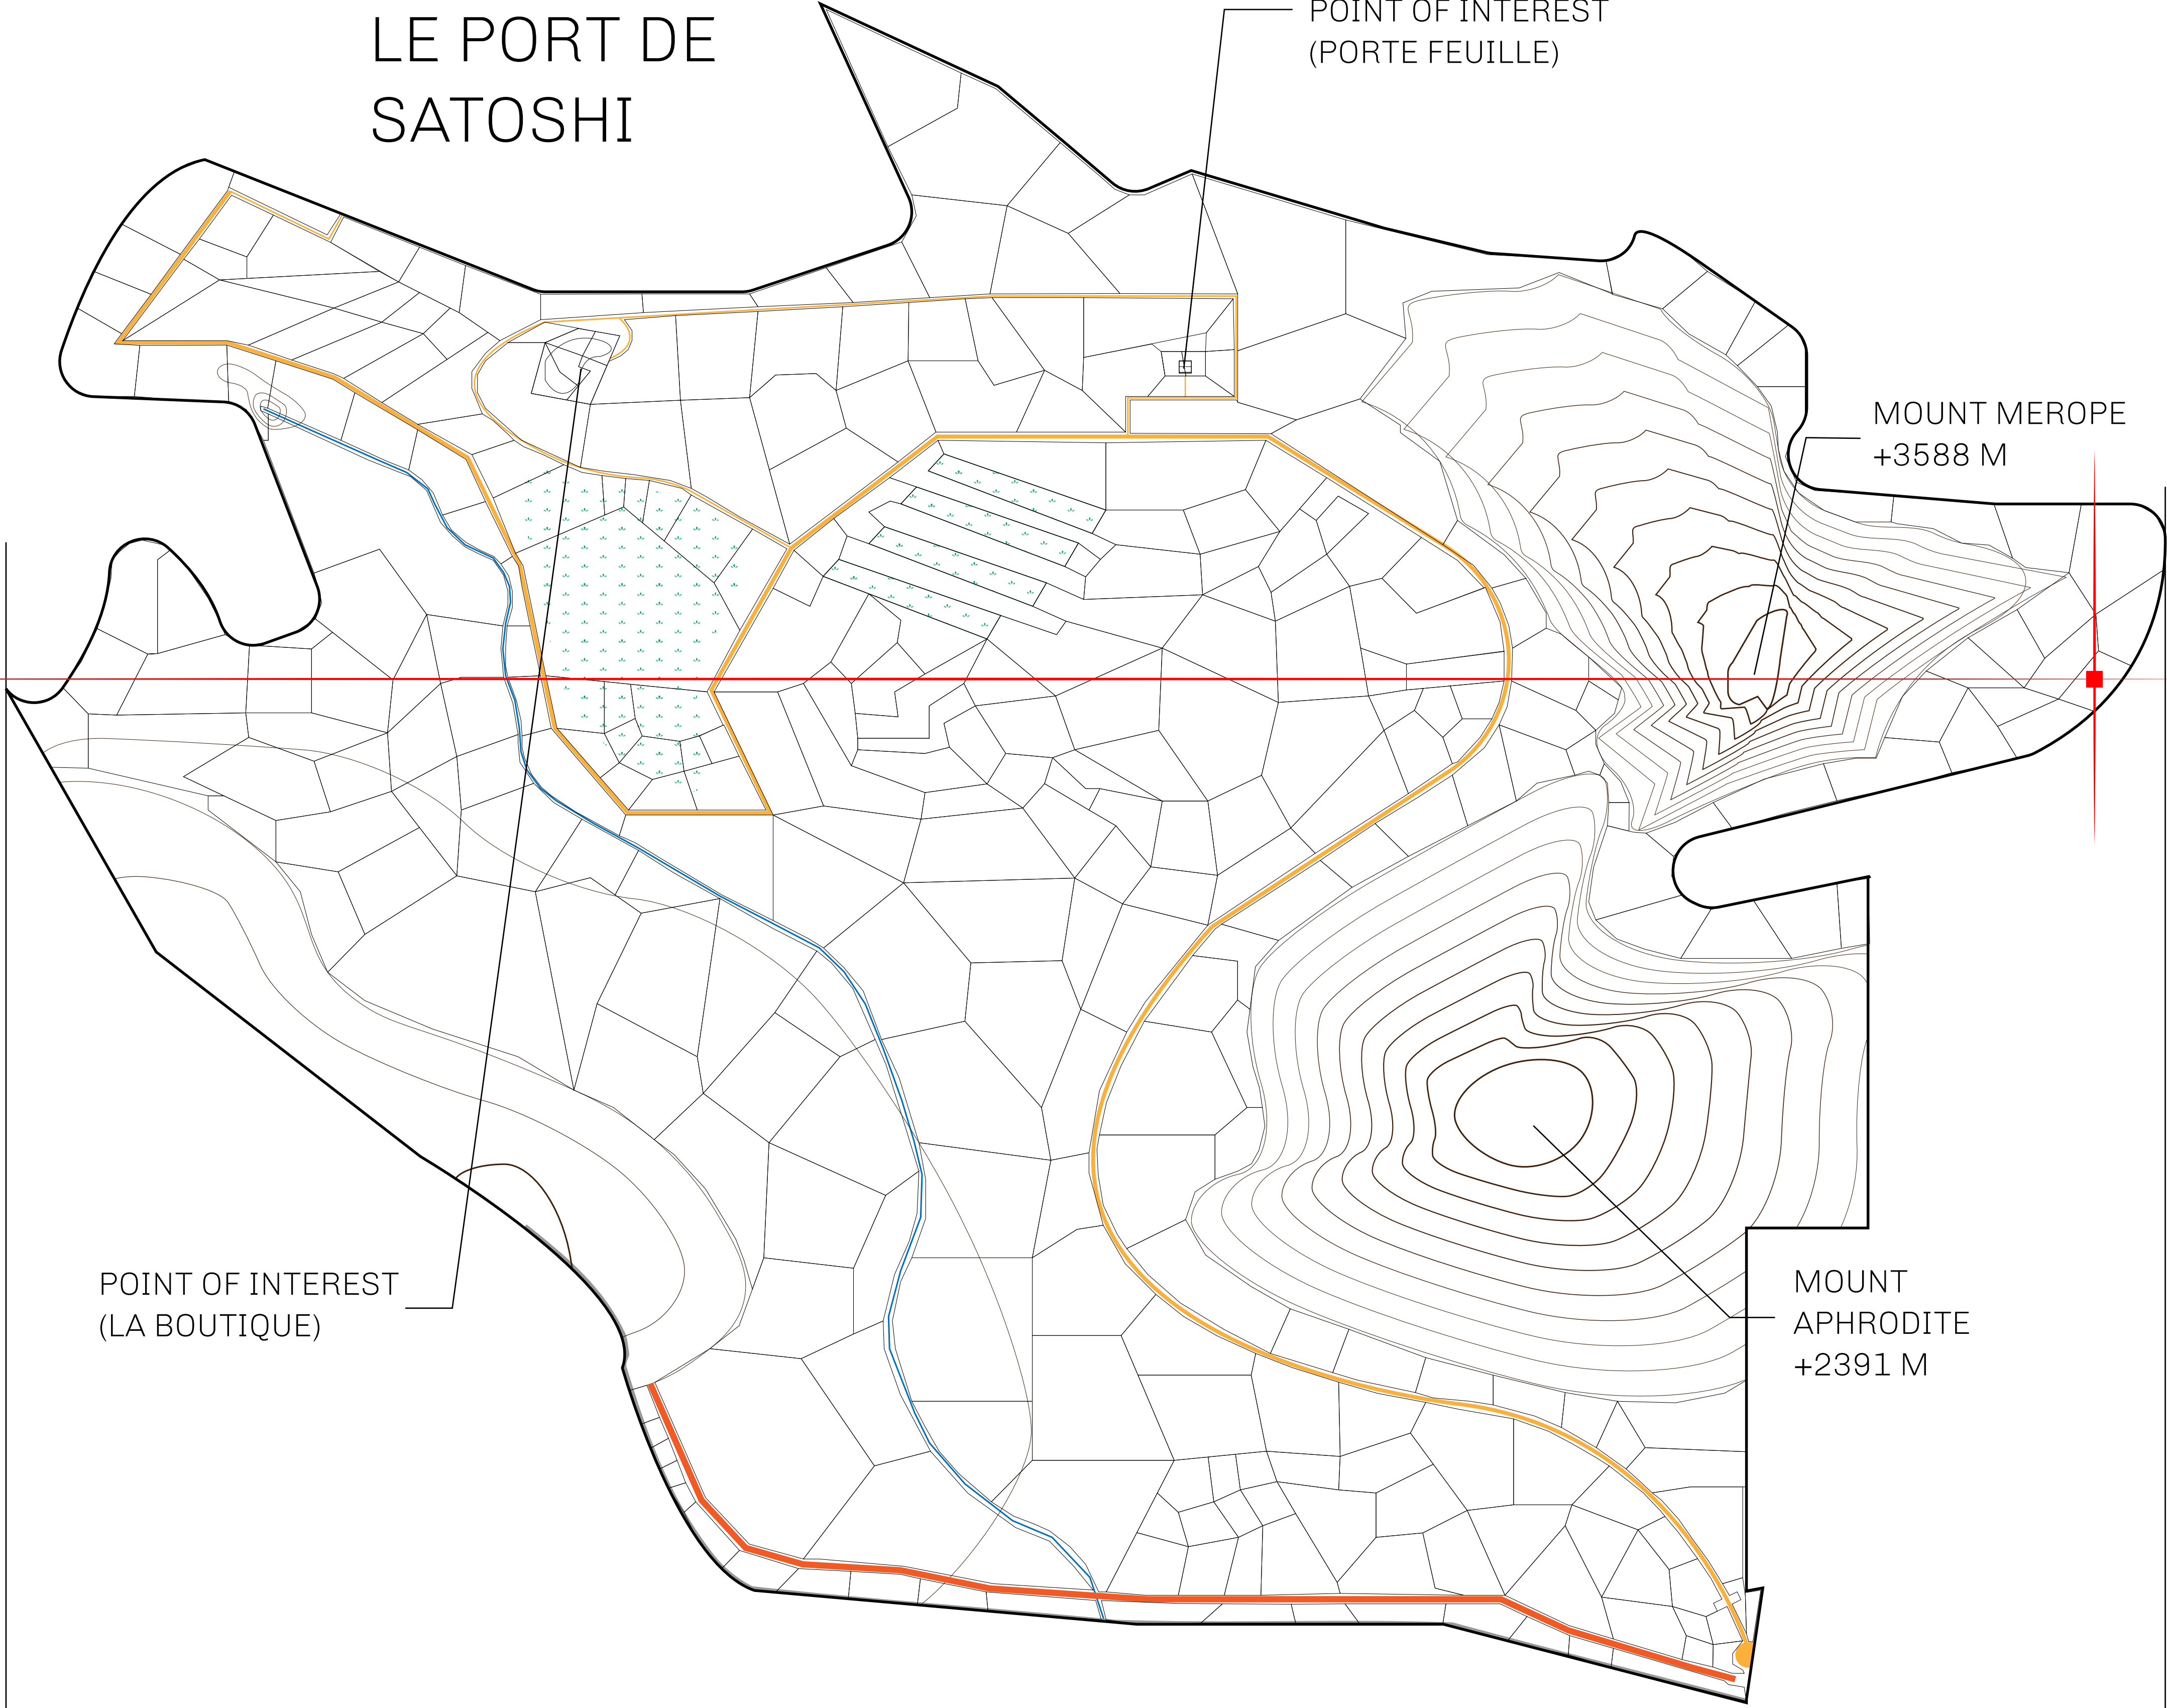 LE PORT DE
SATOSHI
POINT OF INTEREST
(PORTE FEUILLE)
MOUNT MEROPE
+3588 M
POINT OF INTEREST
(LA BOUTIQUE)
MOUNT
APHRODITE
+2391 M